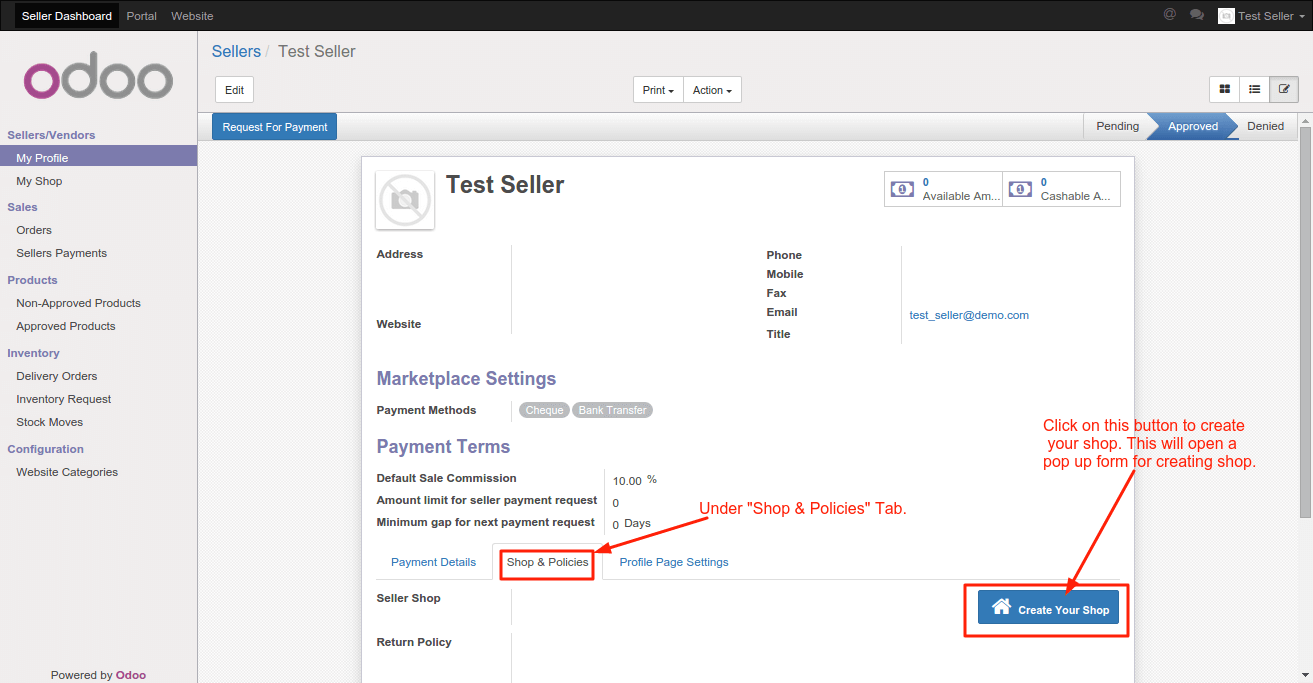 Seller Dashboard Portal Website
@ Test Seller
odoo
Sellers / Test Seller
Edit
Print Action
Request For Payment
Pending Approved Denied
Sellers/Vendors
My Profile
My Shop
Sales
Orders
Sellers Payments
Products
Non-Approved Products
Approved Products
Inventory
Delivery Orders
Inventory Request
Stock Moves
Configuration
Website Categories
Powered by Odoo
Test Seller
0
Available Am...
0
Cashable A...
Address
Website
Phone
Mobile
Fax
Email test_seller@demo.com
Title
Marketplace Settings
Payment Methods Cheque Bank Transfer
Payment Terms
Default Sale Commission 10.00 %
Amount limit for seller payment request 0
Minimum gap for next payment request 0 Days
Click on this button to create
your shop. This will open a
pop up form for creating shop.
Under "Shop & Policies" Tab.
Payment Details Shop & Policies Profile Page Settings
Seller Shop
Create Your Shop
Return Policy